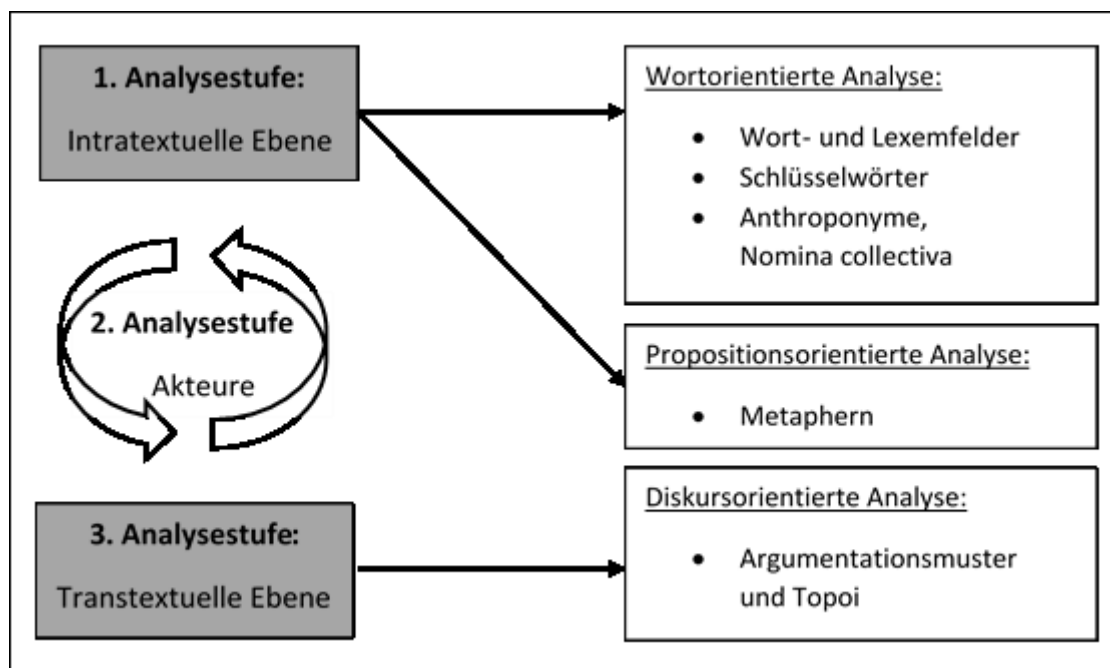 1. Analysestufe:
Intratextuelle Ebene
Wortorientierte Analyse:
• Wort- und Lexemfelder
• Schlüsselwörter
• Anthroponyme,
Nomina collectiva
2. Analysestufe
Akteure
Propositionsorientierte Analyse:
• Metaphern
3. Analysestufe:
Transtextuelle Ebene
Diskursorientierte Analyse:
• Argumentationsmuster
und Topoi